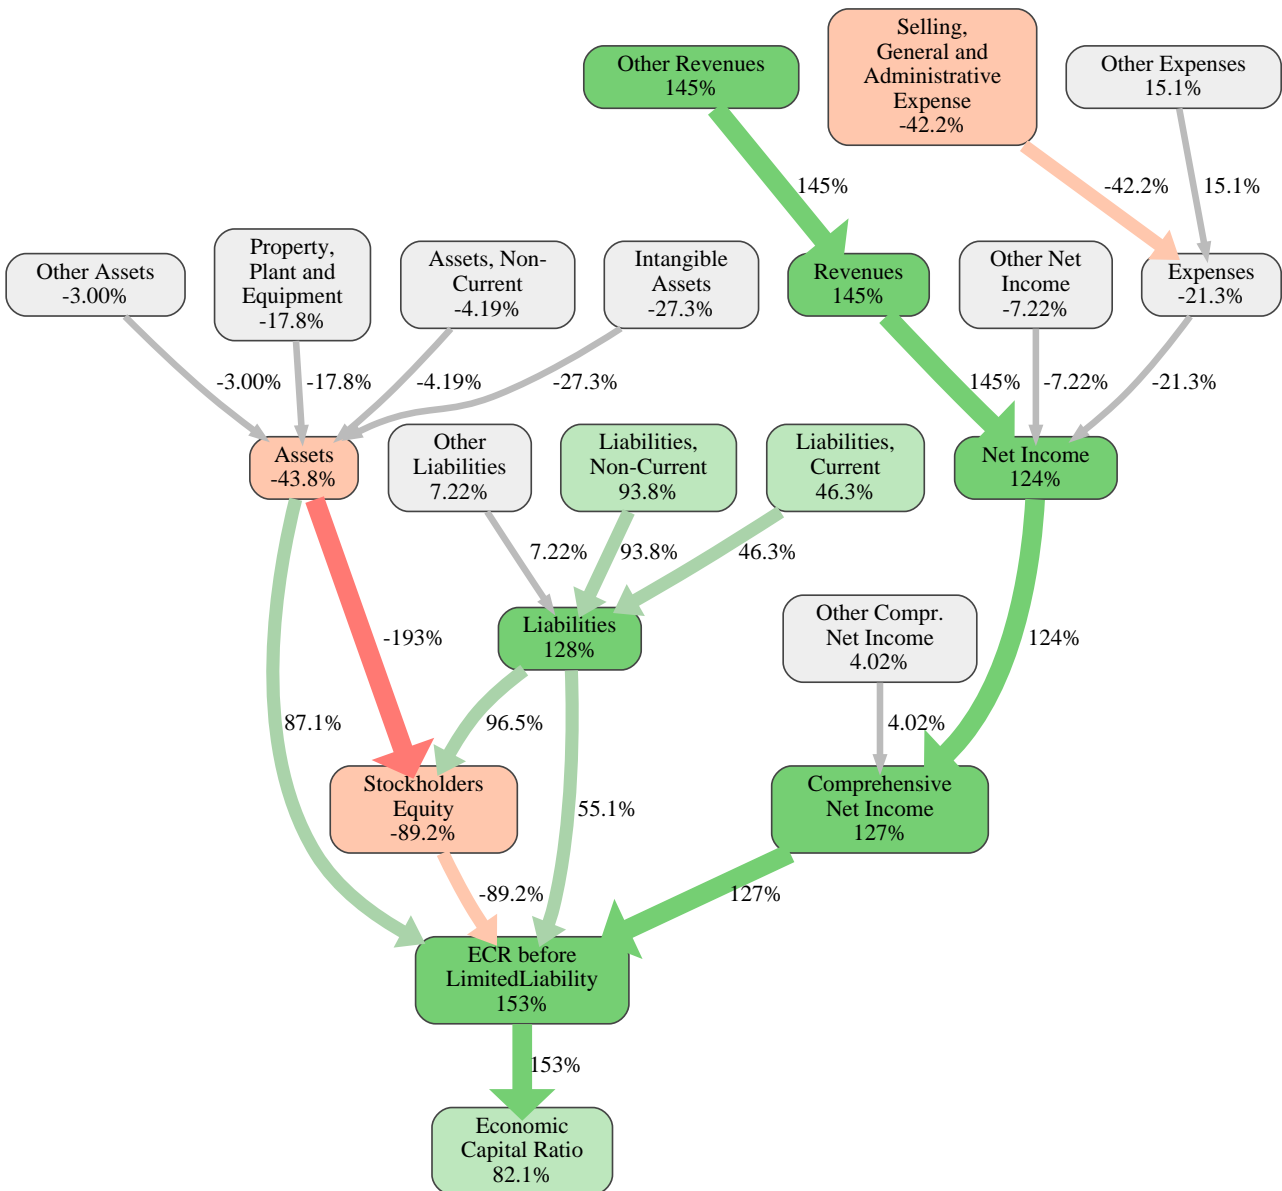 Selling,
General and
Administrative
Expense
-42.2%
Other Revenues
145%
Other Expenses
15.1%
145%
-42.2%
15.1%
Other Assets
-3.00%
Property,
Plant and
Equipment
-17.8%
Assets, Non-
Current
-4.19%
Intangible
Assets
-27.3%
Revenues
145%
Other Net
Income
-7.22%
Expenses
-21.3%
-3.00%
-17.8%
-4.19%
-27.3%
145%
-7.22%
-21.3%
Assets
-43.8%
Other
Liabilities
7.22%
Liabilities,
Non-Current
93.8%
Liabilities,
Current
46.3%
Net Income
124%
7.22%
93.8%
46.3%
-193%
Liabilities
128%
Other Compr.
Net Income
4.02%
124%
87.1%
96.5%
4.02%
Stockholders
Equity
-89.2%
55.1%
Comprehensive
Net Income
127%
-89.2%
127%
ECR before
LimitedLiability
153%
153%
Economic
Capital Ratio
82.1%